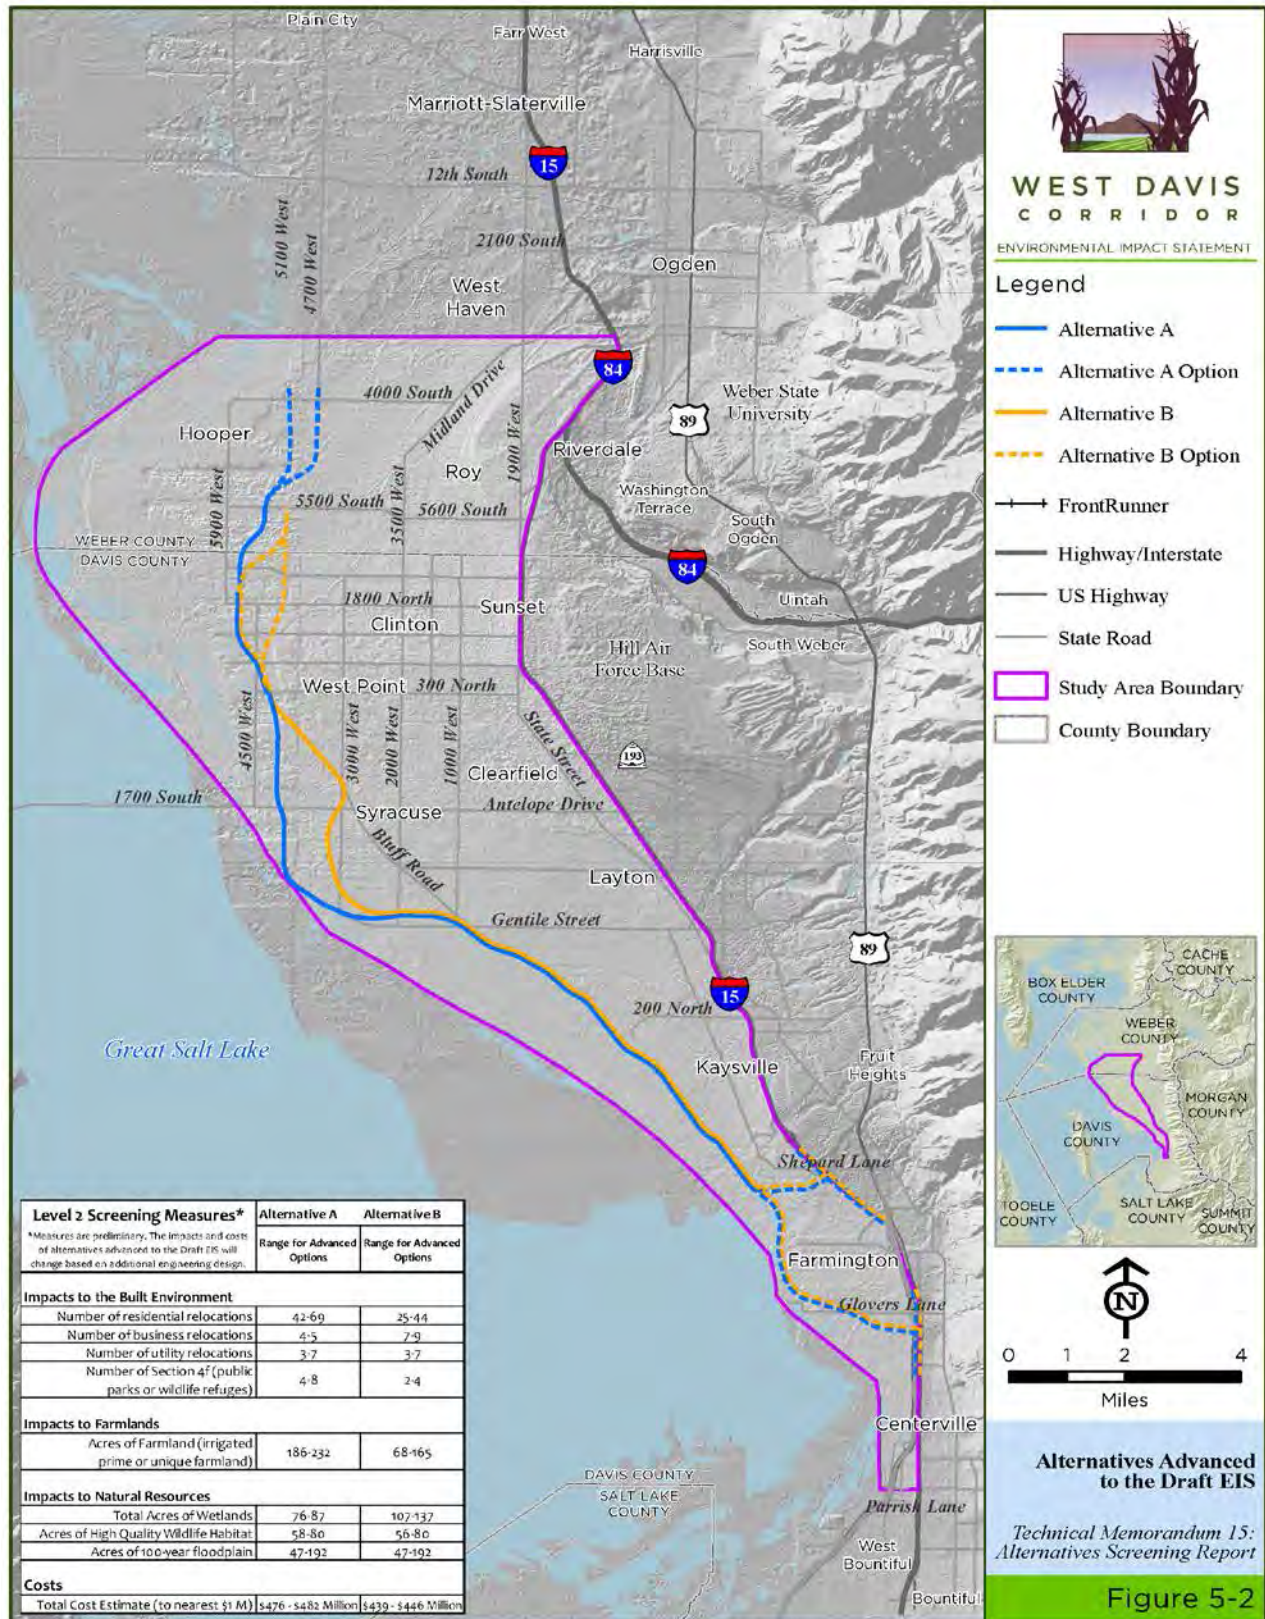 Plain City
Farr West
Harrisville
Marriott-Slaterville
15
12th South
5100 West
4700 West
2100 South
Ogden
West
Haven
84
4000 South
Midland Drive
1900 West
Weber State
University
89
Hooper
Riverdale
Roy
5900 West
3500 West
5500 South
5600 South
Washington
Terrace
South
Ogden
WEBER COUNTY
DAVIS COUNTY
84
1800 North
Sunset
Uintah
Clinton
Hill Air
Force Base
South Weber
West Point
300 North
4500 West
3000 West
2000 West
1000 West
State Street
193
Clearfield
1700 South
Antelope Drive
Syracuse
Bluff Road
Layton
Gentile Street
89
15
200 North
Great Salt Lake
Kaysville
Fruit
Heights
Shepard Lane
Farmington
Glovers Lane
Centerville
DAVIS COUNTY
SALT LAKE
COUNTY
Parrish Lane
West
Bountiful
Bountiful
Level 2 Screening Measures* Alternative A Alternative B
*Measures are preliminary. The impacts and costs
of alternatives advanced to the Draft EIS will
change based on additional engineering design.
Range for Advanced
Options
Range for Advanced
Options
Impacts to the Built Environment
Number of residential relocations 42-69 25-44
Number of business relocations 4-5 7-9
Number of utility relocations 3-7 3-7
Number of Section 4f (public
parks or wildlife refuges) 4-8 2-4
Impacts to Farmlands
Acres of Farmland (irrigated
prime or unique farmland) 186-232 68-165
Impacts to Natural Resources
Total Acres of Wetlands 76-87 107-137
Acres of High Quality Wildlife Habitat 58-80 56-80
Acres of 100-year floodplain 47-192 47-192
Costs
Total Cost Estimate (to nearest $1 M) $476 - $482 Million $439 - $446 Million
WEST DAVIS
CORRIDOR
ENVIRONMENTAL IMPACT STATEMENT
Legend
Alternative A
Alternative A Option
Alternative B
Alternative B Option
FrontRunner
Highway/Interstate
US Highway
State Road
Study Area Boundary
County Boundary
CACHE
COUNTY
BOX ELDER
COUNTY
WEBER
COUNTY
MORGAN
COUNTY
DAVIS
COUNTY
TOOELE
COUNTY
SALT LAKE
COUNTY
SUMMIT
COUNTY
N
0 1 2 4
Miles
Alternatives Advanced
to the Draft EIS
Technical Memorandum 15:
Alternatives Screening Report
Figure 5-2